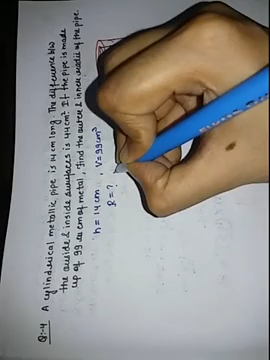 Q.4 A cylindrical metallic pipe is 14 cm long. The difference b/w
the outside & inside surfaces is 44 cm². If the pipe is made
up of 99 cu cm of metal, find the outer & inner radii of the pipe.
h = 14 cm , V = 99 cm³